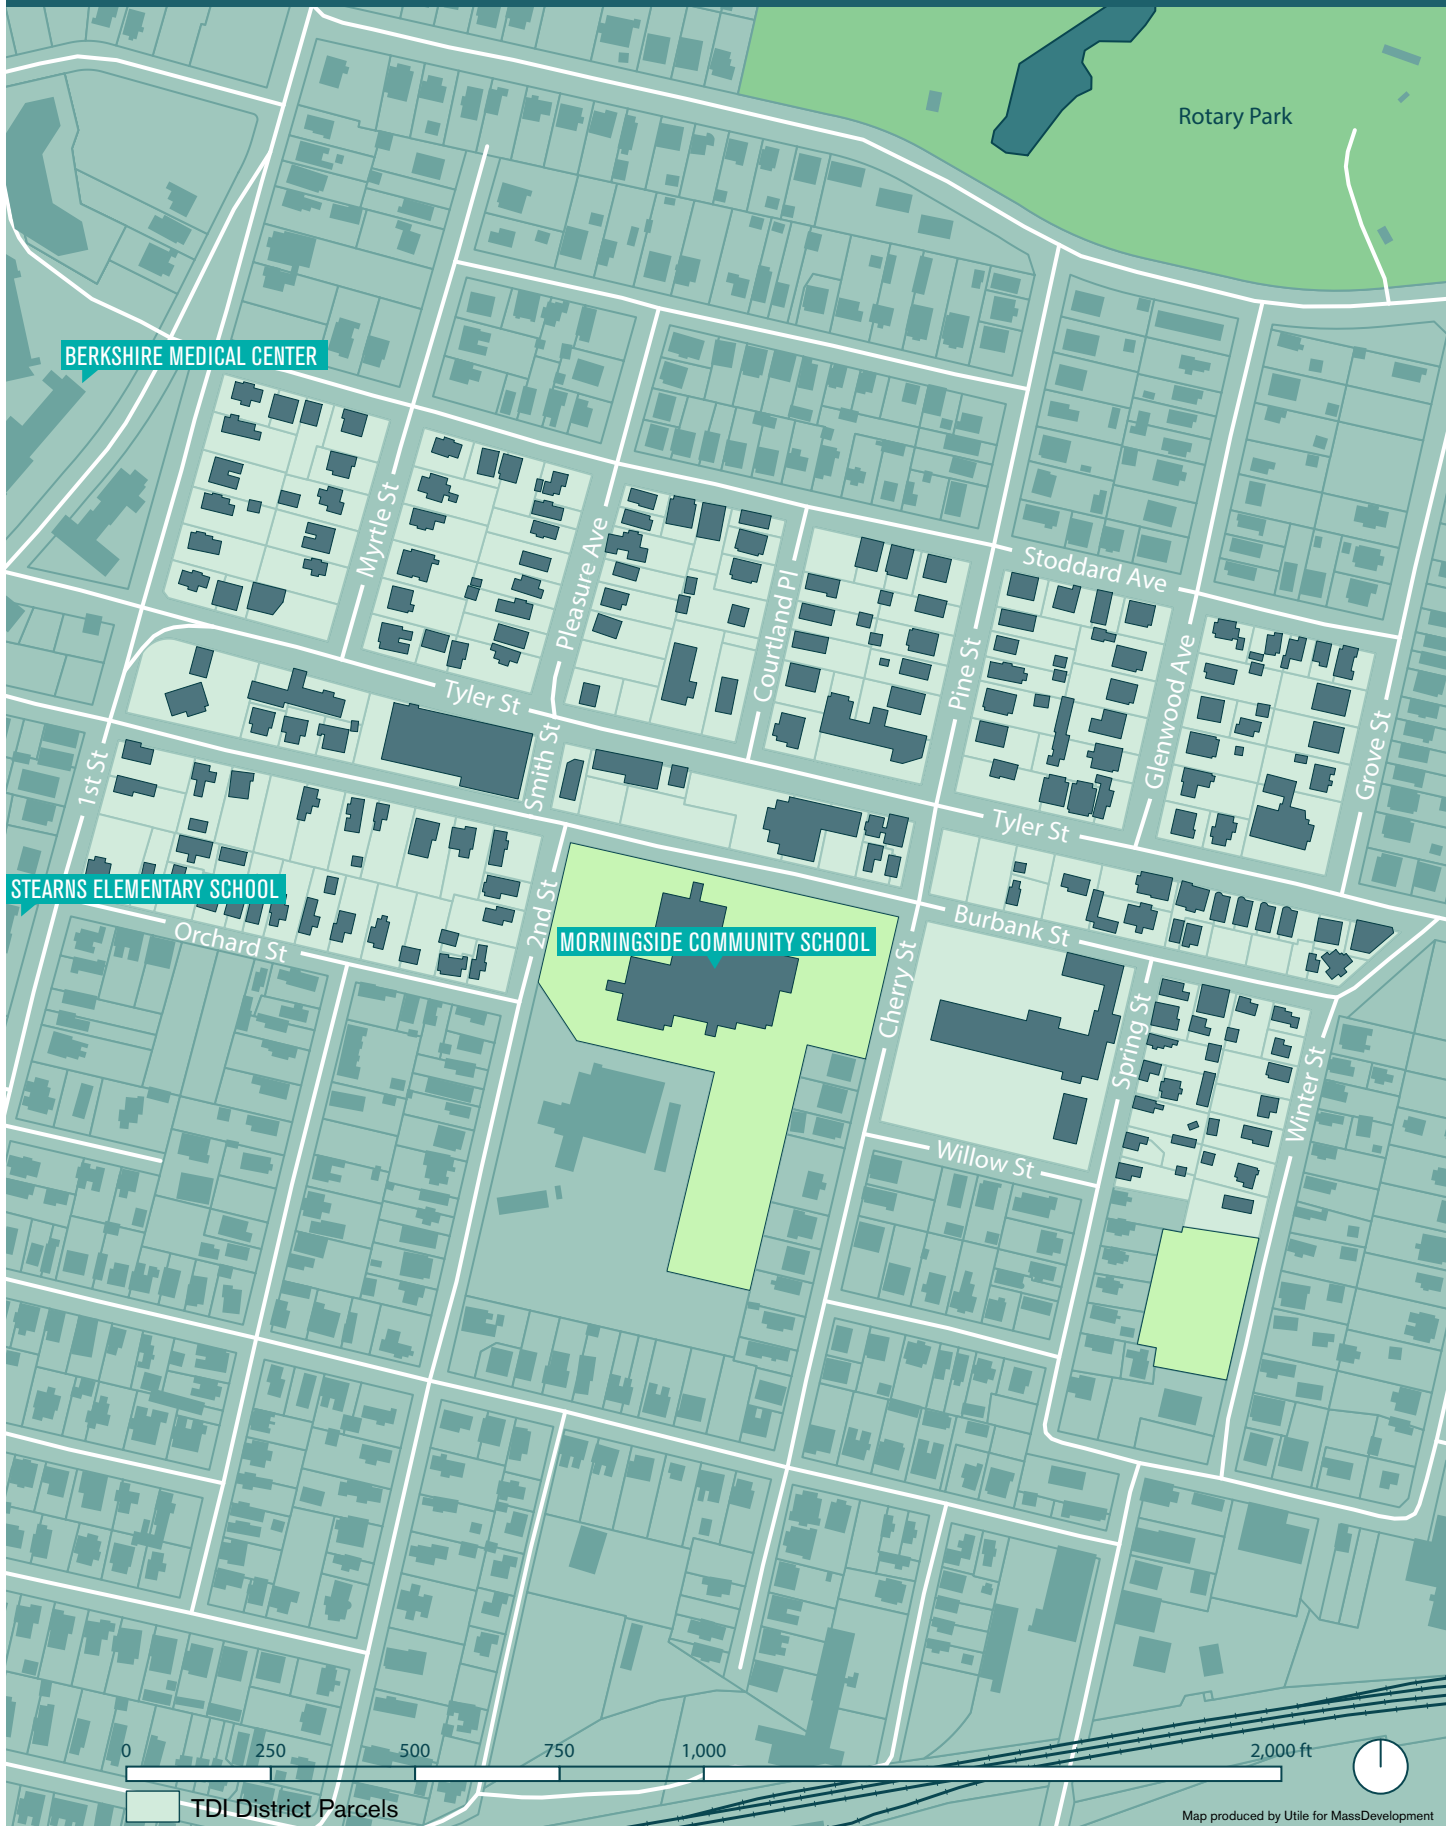 Rotary Park
BERKSHIRE MEDICAL CENTER
Myrtle St
Pleasure Ave
Stoddard Ave
Courtland Pl
Pine St
Glenwood Ave
Tyler St
Grove St
Smith St
1st St
Tyler St
STEARNS ELEMENTARY SCHOOL
2nd St
Burbank St
Orchard St
MORNINGSIDE COMMUNITY SCHOOL
Cherry St
Spring St
Winter St
Willow St
0 250 500 750 1,000 2,000 ft
TDI District Parcels
Map produced by Utile for MassDevelopment